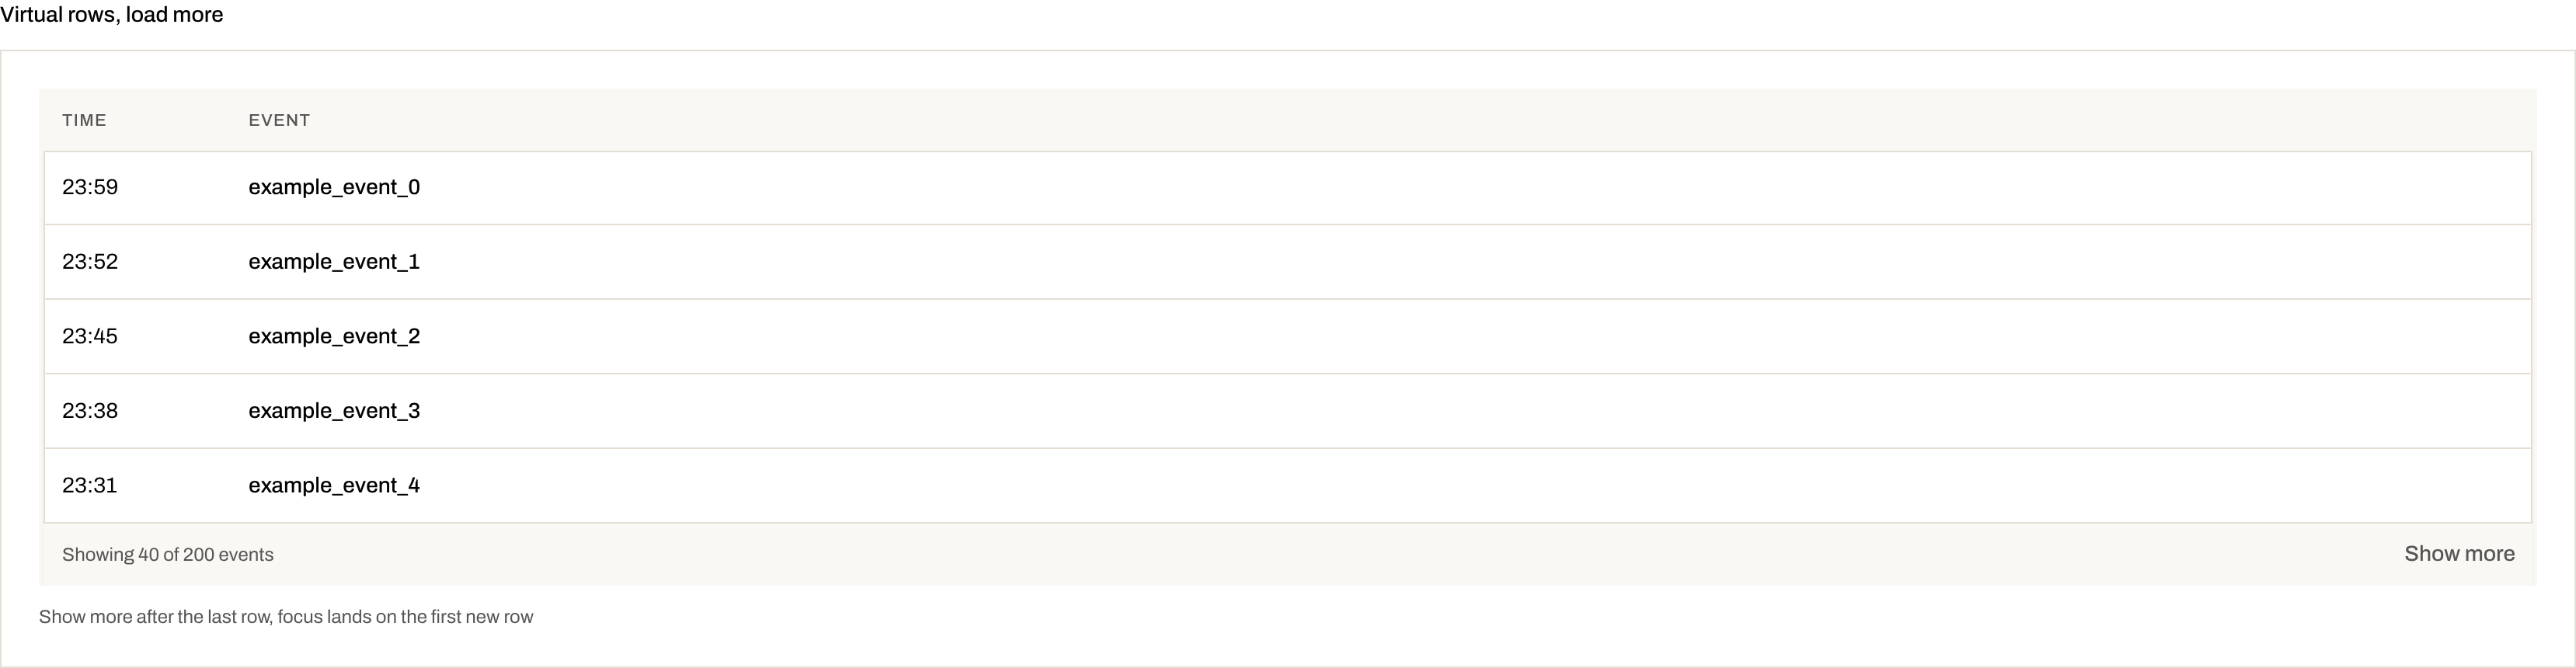 Virtual rows, load more
TIME EVENT
23:59 example_event_0
23:52 example_event_1
23:45 example_event_2
23:38 example_event_3
23:31 example_event_4
Showing 40 of 200 events Show more
Show more after the last row, focus lands on the first new row